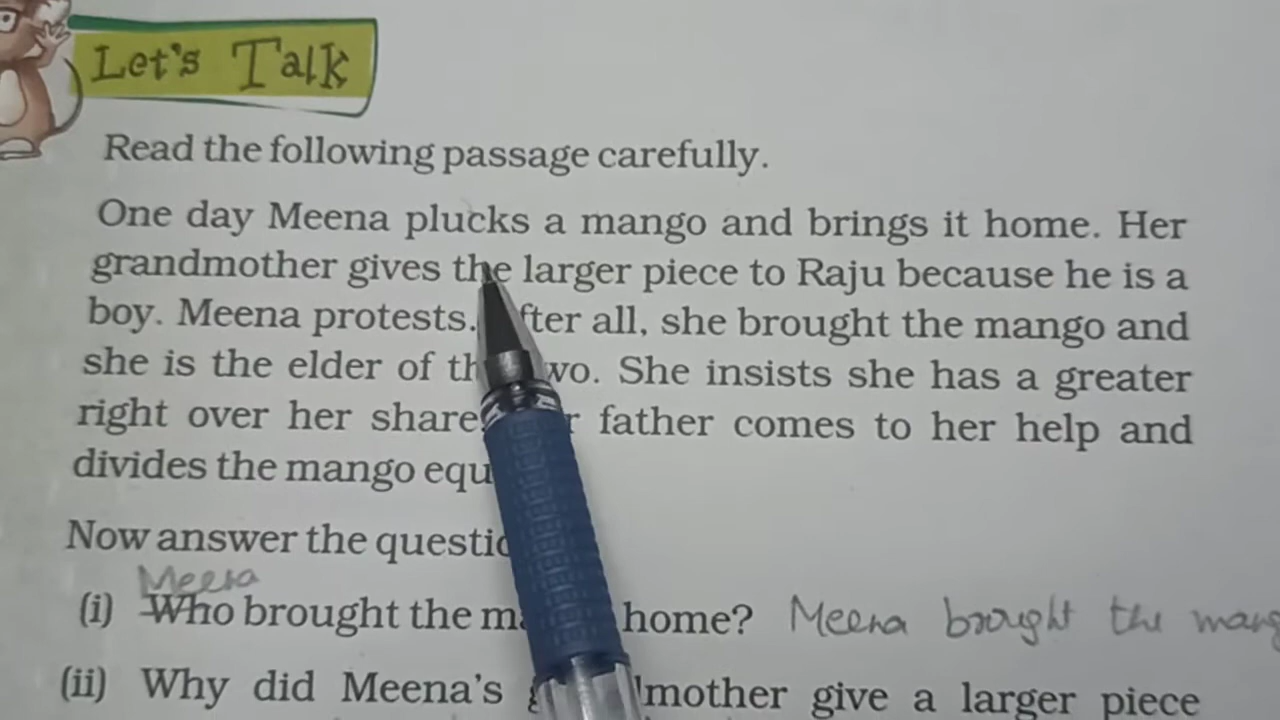 Let's Talk
Read the following passage carefully.
One day Meena plucks a mango and brings it home. Her
grandmother gives the larger piece to Raju because he is a
boy. Meena protests. fter all, she brought the mango and
she is the elder of th wo. She insists she has a greater
right over her share r father comes to her help and
divides the mango equ
Now answer the questio
Meena
(i) Who brought the m home? Meena brought the mang
(ii) Why did Meena's g dmother give a larger piece